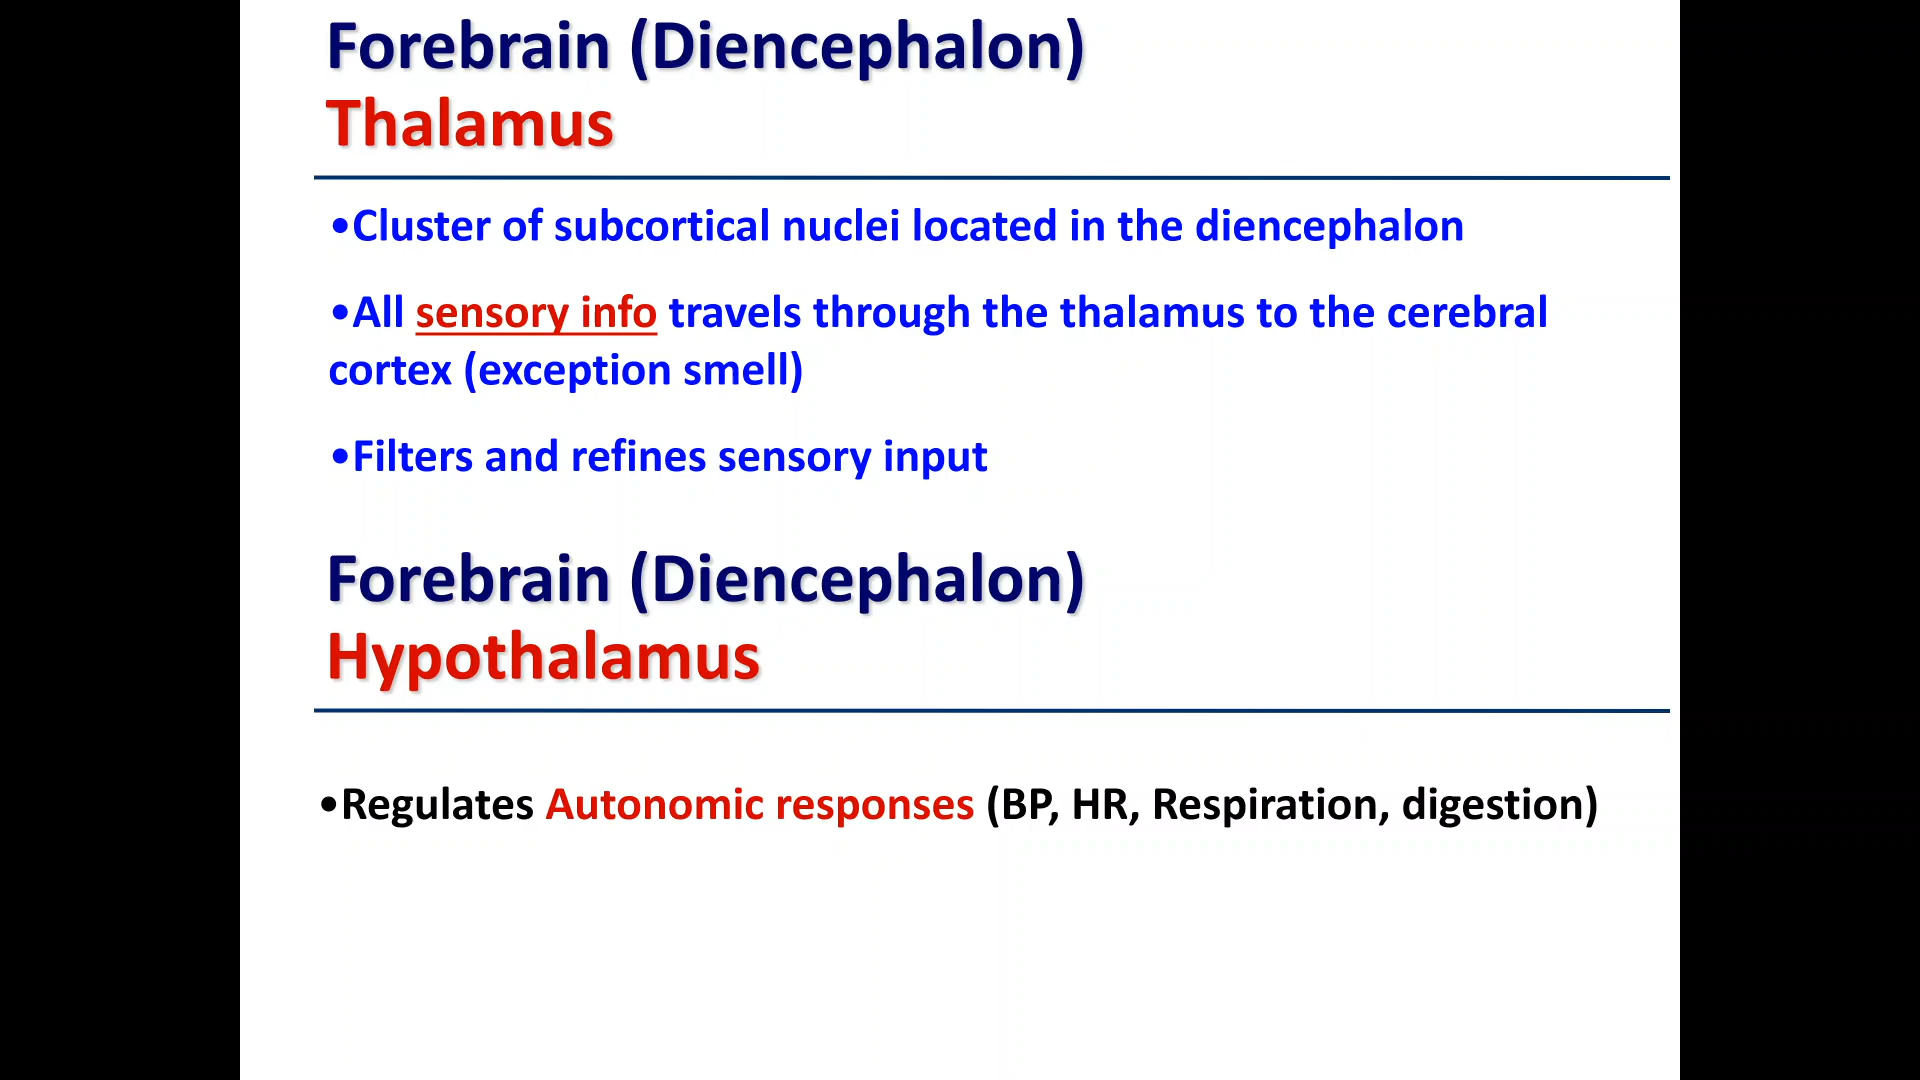 Forebrain (Diencephalon)
Thalamus
•Cluster of subcortical nuclei located in the diencephalon
•All sensory info travels through the thalamus to the cerebral
cortex (exception smell)
•Filters and refines sensory input
Forebrain (Diencephalon)
Hypothalamus
•Regulates Autonomic responses (BP, HR, Respiration, digestion)